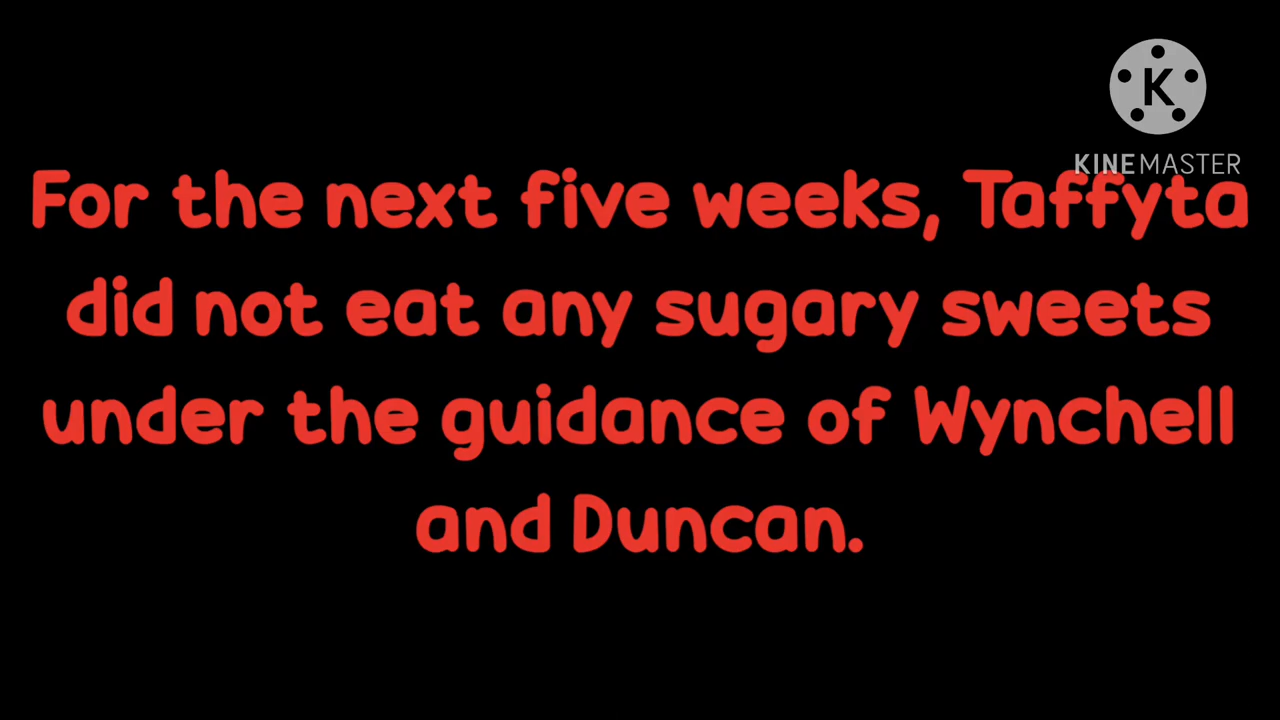 K
KINEMASTER
For the next five weeks, Taffyta
did not eat any sugary sweets
under the guidance of Wynchell
and Duncan.